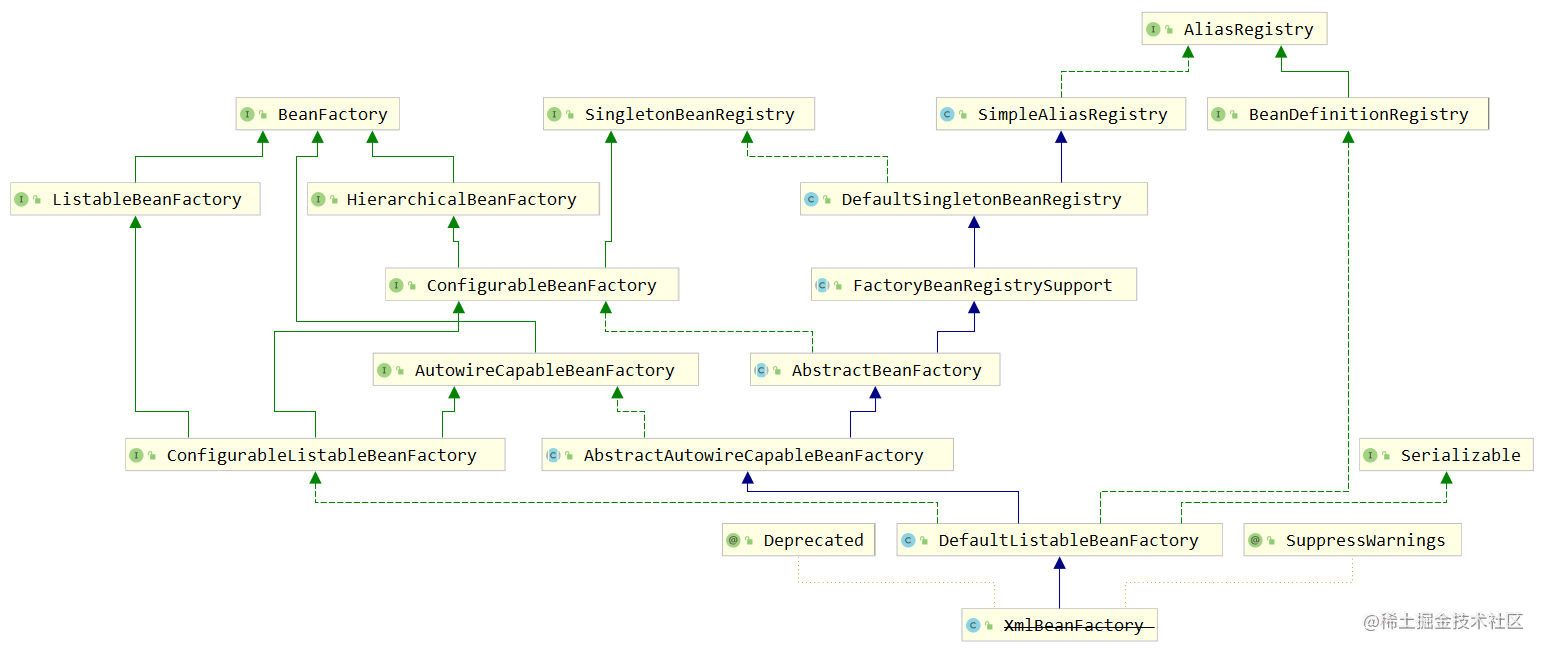 AliasRegistry
BeanFactory
SingletonBeanRegistry
SimpleAliasRegistry
BeanDefinitionRegistry
ListableBeanFactory
HierarchicalBeanFactory
DefaultSingletonBeanRegistry
ConfigurableBeanFactory
FactoryBeanRegistrySupport
AutowireCapableBeanFactory
AbstractBeanFactory
ConfigurableListableBeanFactory
AbstractAutowireCapableBeanFactory
Serializable
Deprecated
DefaultListableBeanFactory
SuppressWarnings
XmlBeanFactory
@稀土掘金技术社区